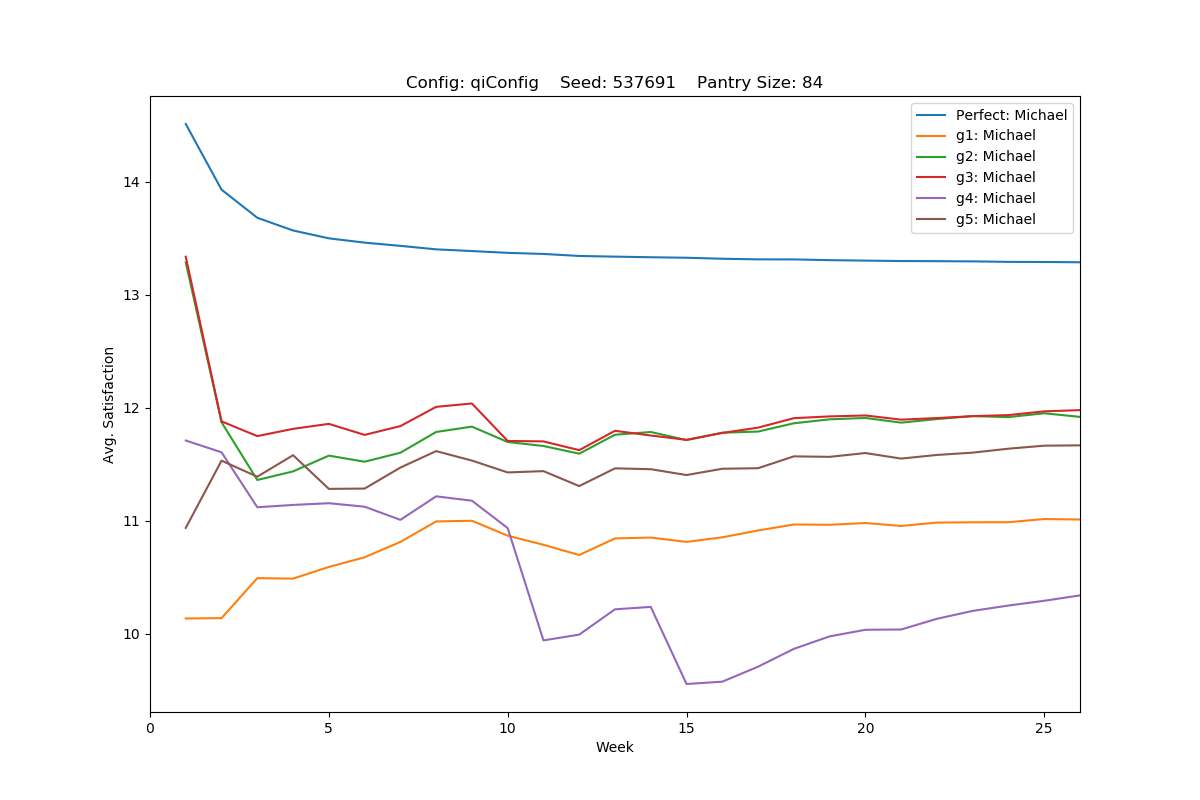 Config: qiConfig    Seed: 537691    Pantry Size: 84
Perfect: Michael
g1: Michael
g2: Michael
g3: Michael
g4: Michael
g5: Michael
Avg. Satisfaction
14
13
12
11
10
0 5 10 15 20 25
Week